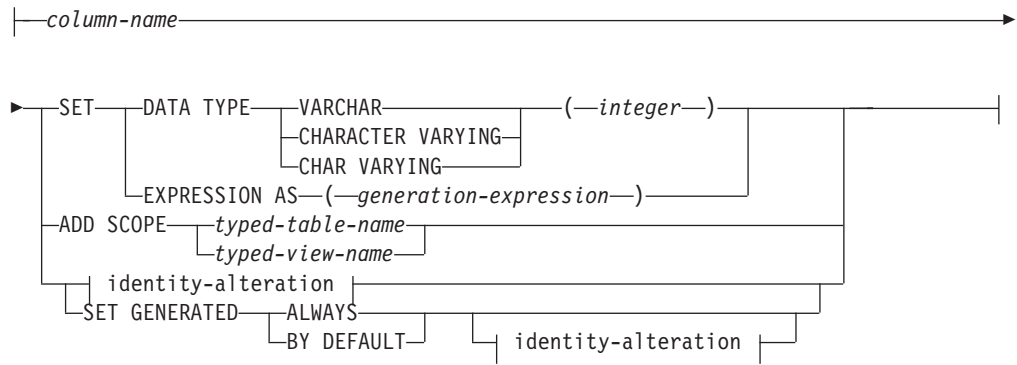 column-name
SET DATA TYPE VARCHAR ( integer )
CHARACTER VARYING
CHAR VARYING
EXPRESSION AS ( generation-expression )
ADD SCOPE typed-table-name
typed-view-name
identity-alteration
SET GENERATED ALWAYS
BY DEFAULT identity-alteration